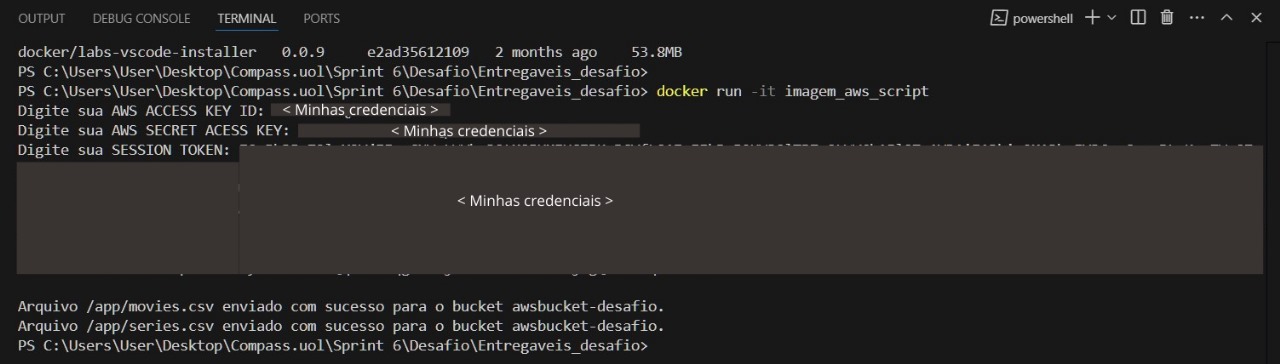 OUTPUT DEBUG CONSOLE TERMINAL PORTS powershell
docker/labs-vscode-installer 0.0.9 e2ad35612109 2 months ago 53.8MB
PS C:\Users\User\Desktop\Compass.uol\Sprint 6\Desafio\Entregaveis_desafio>
PS C:\Users\User\Desktop\Compass.uol\Sprint 6\Desafio\Entregaveis_desafio> docker run -it imagem_aws_script
Digite sua AWS ACCESS KEY ID: < Minhas credenciais >
Digite sua AWS SECRET ACESS KEY: < Minhas credenciais >
Digite sua SESSION TOKEN:
< Minhas credenciais >
Arquivo /app/movies.csv enviado com sucesso para o bucket awsbucket-desafio.
Arquivo /app/series.csv enviado com sucesso para o bucket awsbucket-desafio.
PS C:\Users\User\Desktop\Compass.uol\Sprint 6\Desafio\Entregaveis_desafio>